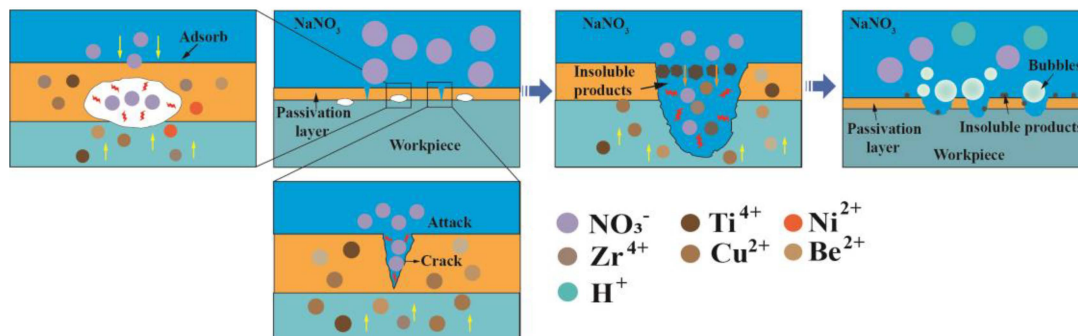 Adsorb
NaNO₃
Passivation
layer
Workpiece
Attack
Crack
Insoluble
products
NaNO₃
Bubbles
Passivation
layer
Insoluble products
Workpiece
NO₃⁻
Ti⁴⁺
Ni²⁺
Zr⁴⁺
Cu²⁺
Be²⁺
H⁺